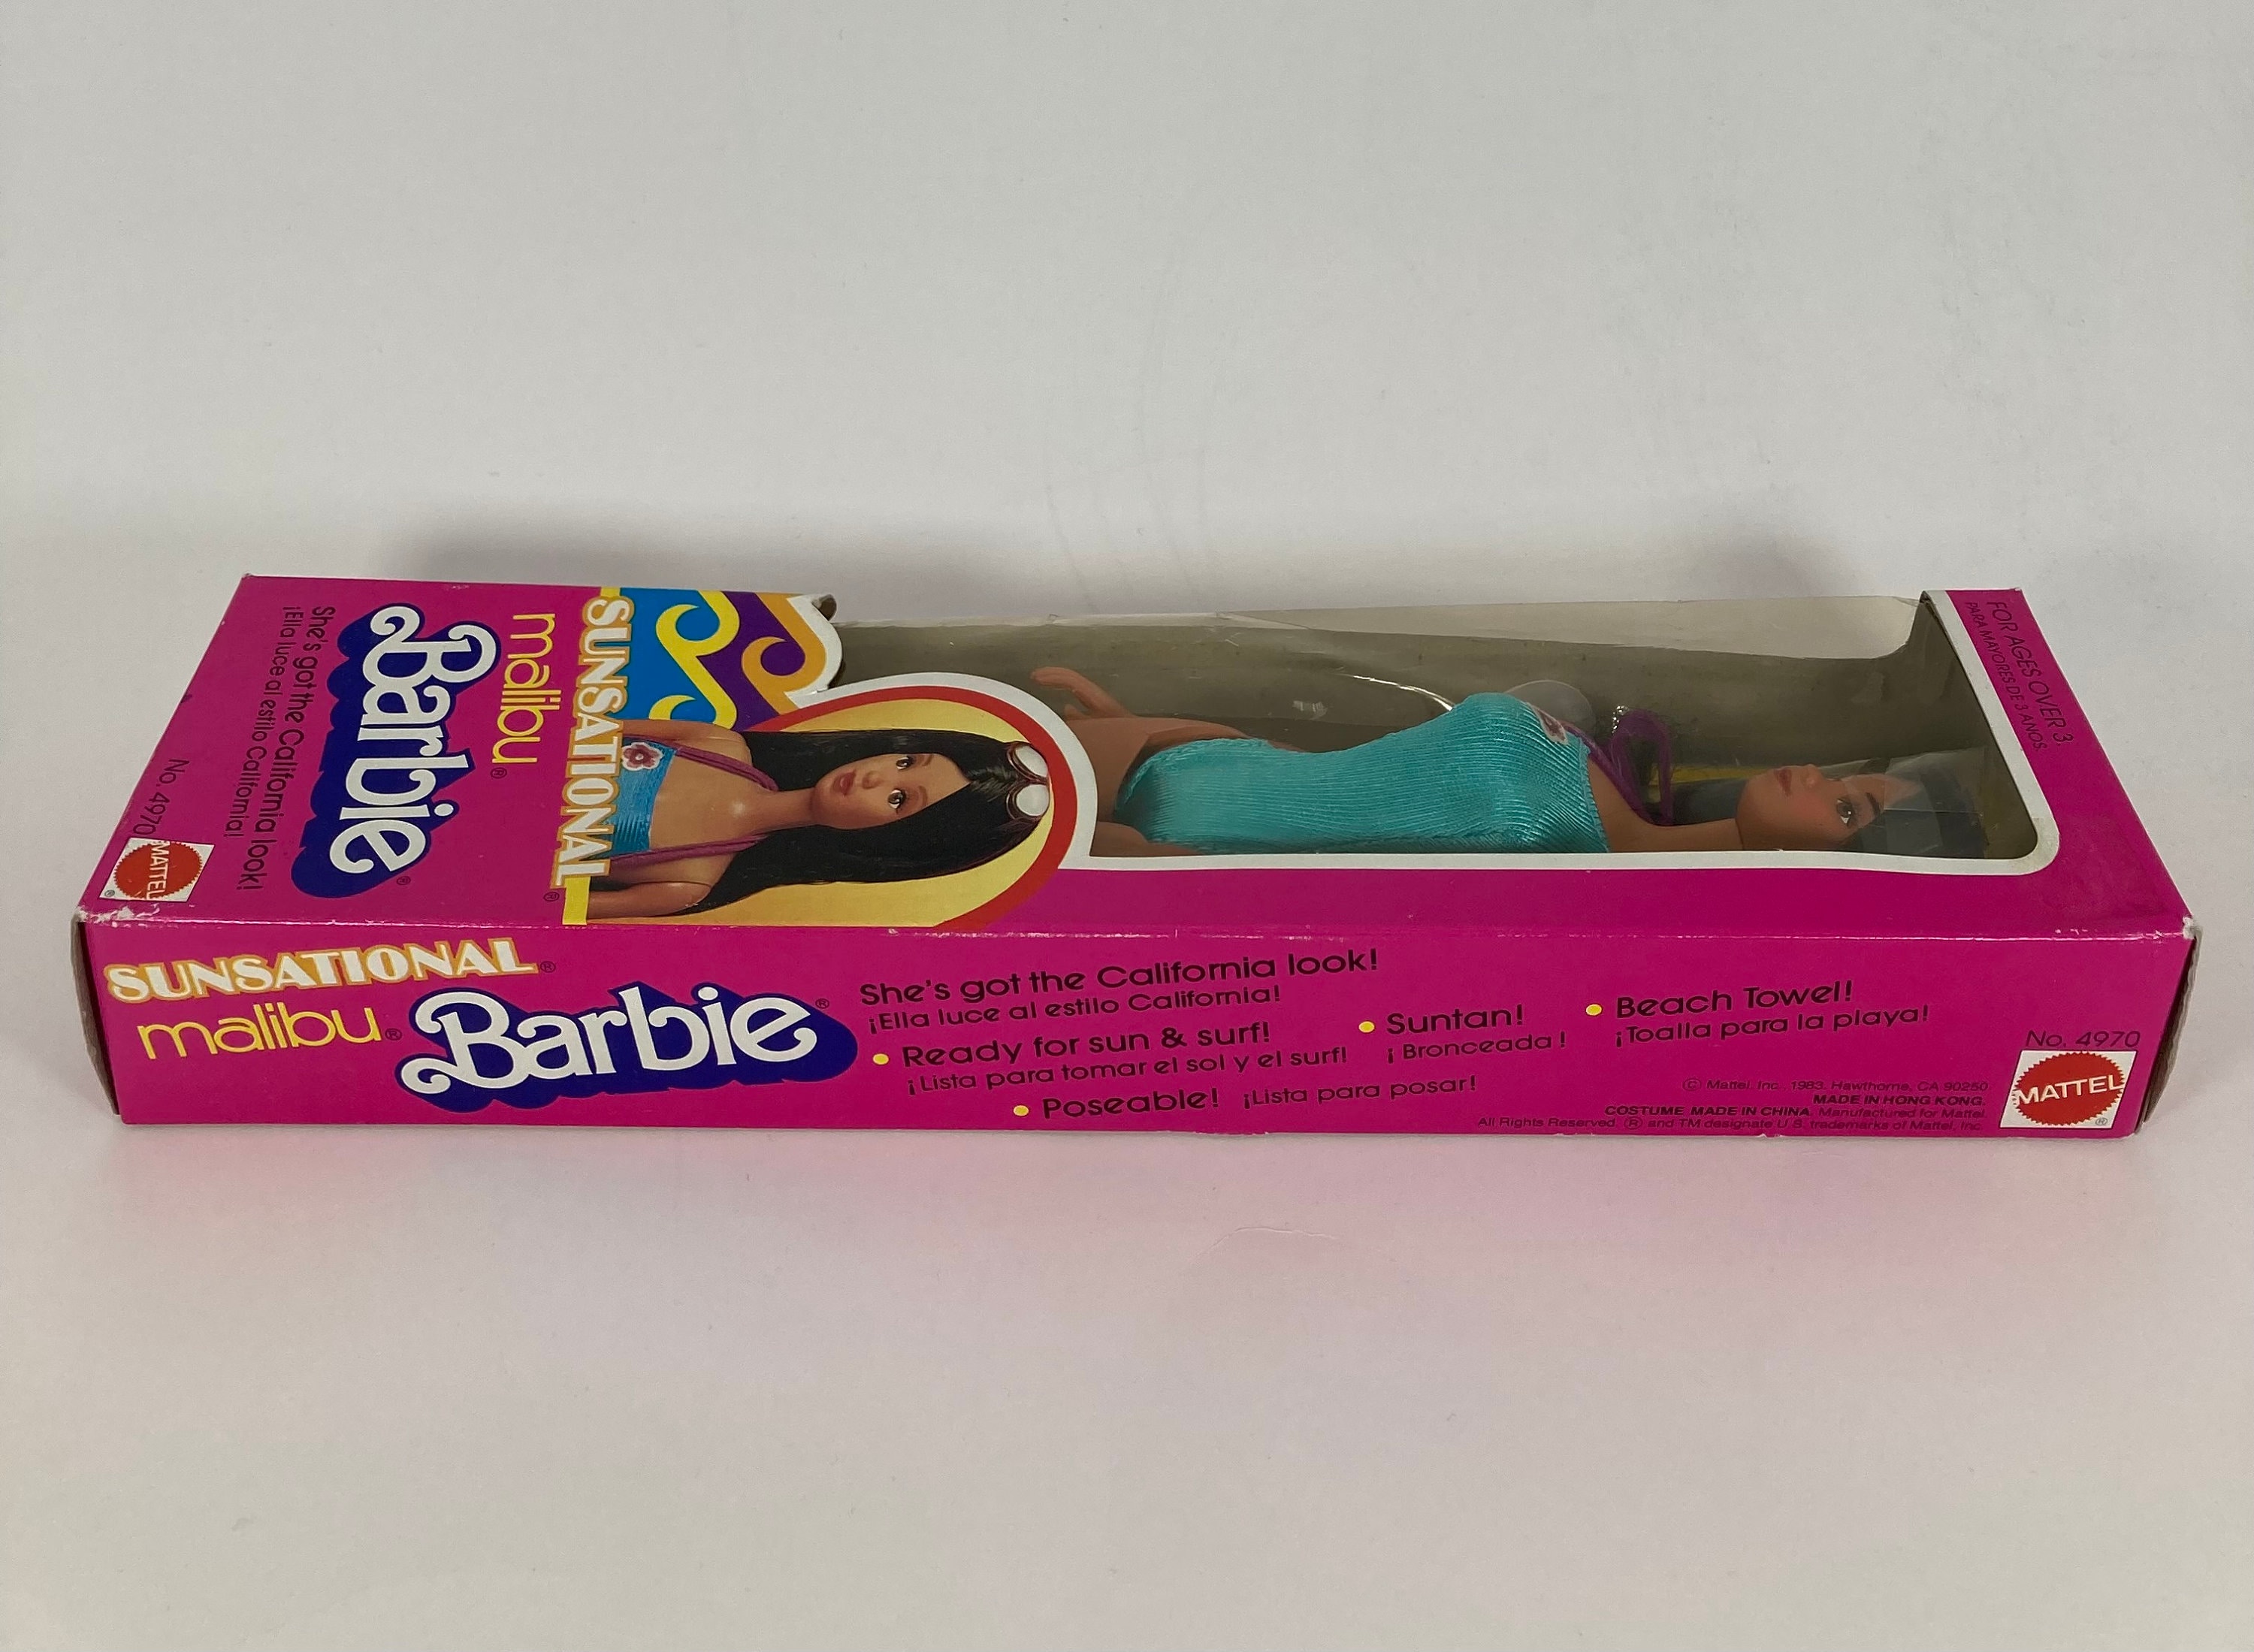 SUNSATIONAL®
malibu®
Barbie®
She's got the California look!
¡Ella luce al estilo California!
No. 4970
MATTEL®
FOR AGES OVER 3.
PARA MAYORES DE 3 ANOS.
SUNSATIONAL®
malibu® Barbie®
She's got the California look!
¡Ella luce al estilo California!
• Ready for sun & surf!
¡Lista para tomar el sol y el surf!
• Poseable! ¡Lista para posar!
• Suntan!
¡Bronceada!
• Beach Towel!
¡Toalla para la playa!
No. 4970
MATTEL®
© Mattel, Inc. 1983. Hawthorne, CA 90250
MADE IN HONG KONG.
COSTUME MADE IN CHINA. Manufactured for Mattel.
All Rights Reserved. ® and TM designate U.S. trademarks of Mattel, Inc.